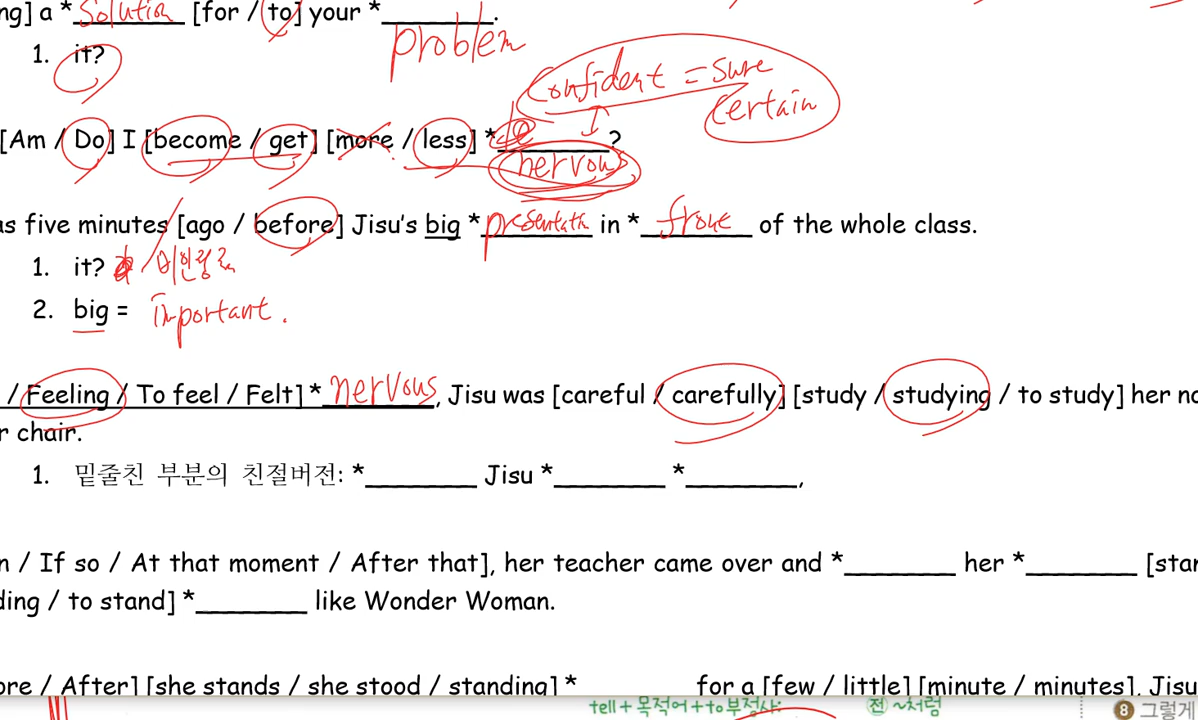 ng] a *solution [for / to] your *________.
problem
1. it?
Confident = sure
certain
[Am / Do] I [become / get] [more / less] *________?
nervous
as five minutes [ago / before] Jisu's big *________ in *front of the whole class.
1. it? 비인칭
2. big = important.
/ Feeling / To feel / Felt] *nervous, Jisu was [careful / carefully] [study / studying / to study] her no
r chair.
1. 밑줄친 부분의 친절버전: *________ Jisu *________ *________,
n / If so / At that moment / After that], her teacher came over and *________ her *________ [stan
ding / to stand] *________ like Wonder Woman.
ore / After] [she stands / she stood / standing] *________ for a [few / little] [minute / minutes], Jisu
tell + 목적어 + to부정사: 전 ~처럼 8 그렇게